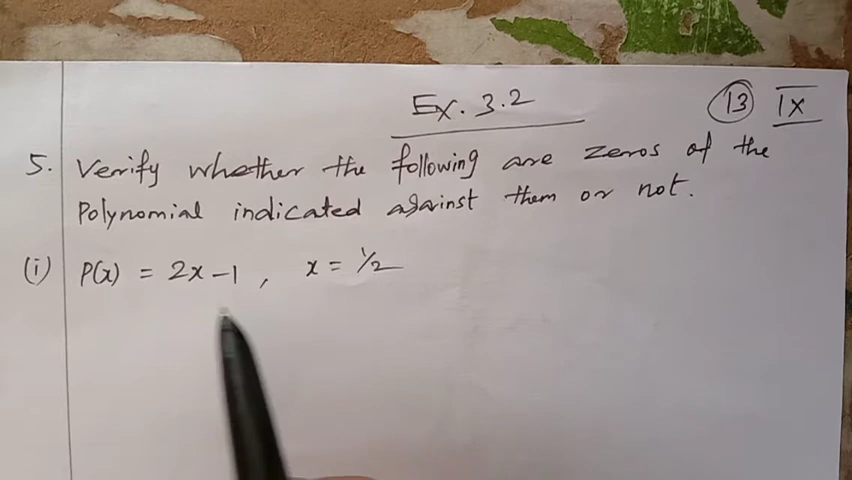 Ex. 3.2
13 IX
5. Verify whether the following are zeros of the
Polynomial indicated against them or not.
(i) P(x) = 2x-1, x = 1/2